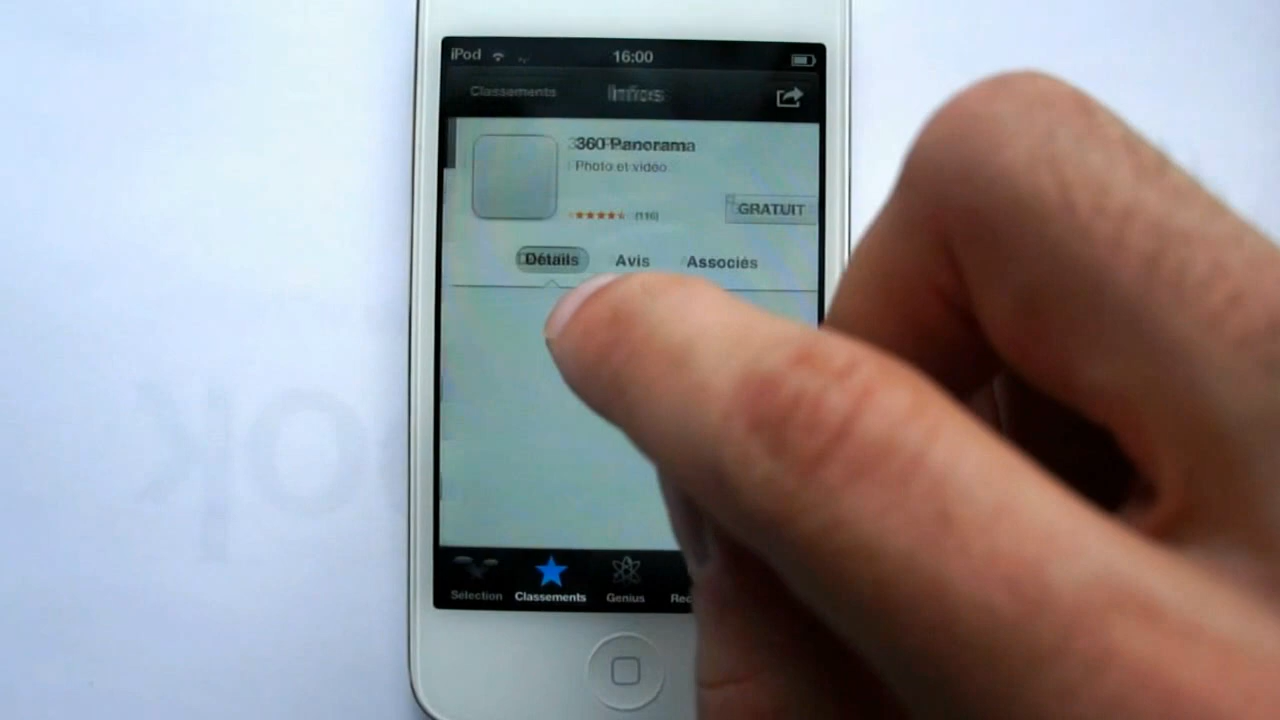 iPod 16:00
Classements Infos
360 Panorama
Photo et vidéo
(116)
GRATUIT
Détails Avis Associés
Sélection Classements Genius Rec
ook